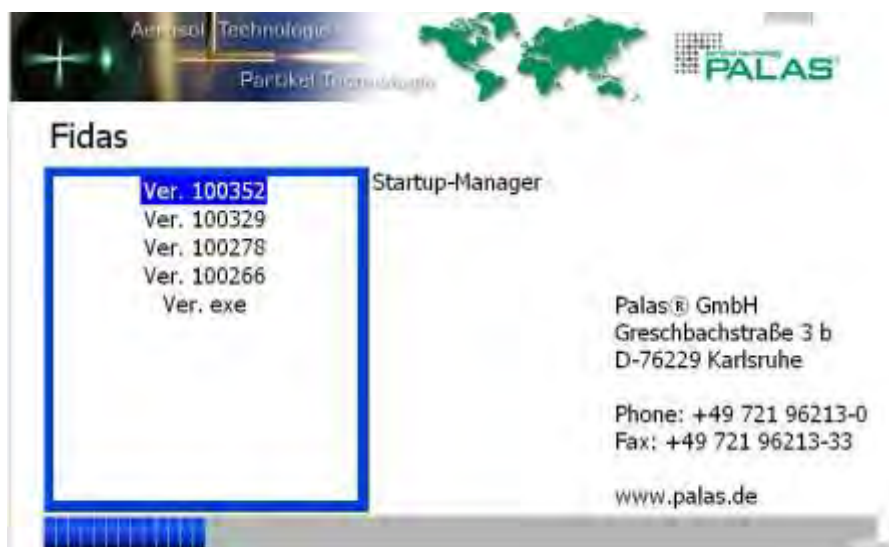 Aerosol Technologie
Partikel Technologie
PALAS®
Fidas
Ver. 100352
Ver. 100329
Ver. 100278
Ver. 100266
Ver. exe
Startup-Manager
Palas® GmbH
Greschbachstraße 3 b
D-76229 Karlsruhe
Phone: +49 721 96213-0
Fax: +49 721 96213-33
www.palas.de